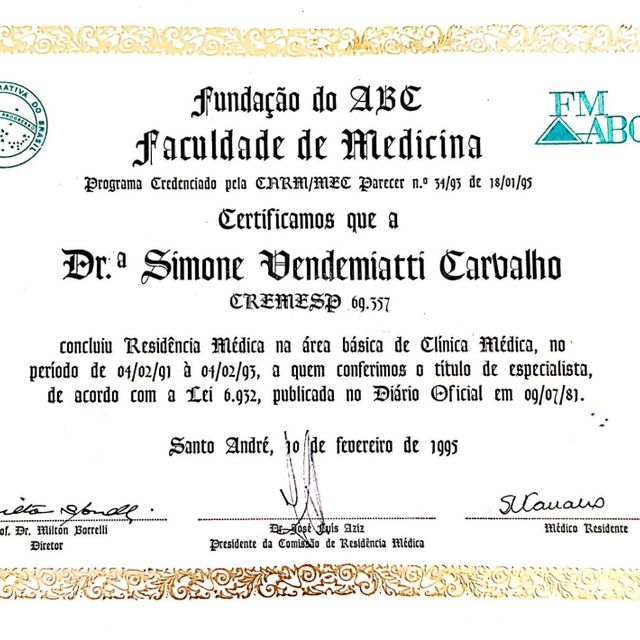 Fundação do ABC
FM
ABC
Faculdade de Medicina
Programa Credenciado pela CNRM/MEC Parecer n.º 34/93 de 18/01/95
Certificamos que a
Dr.ª Simone Vendemiatti Carvalho
CREMESP 69.357
concluiu Residência Médica na área básica de Clínica Médica, no
período de 04/02/91 à 04/02/93, a quem conferimos o título de especialista,
de acordo com a Lei 6.932, publicada no Diário Oficial em 09/07/81.
Santo André, 10 de fevereiro de 1995
of. Dr. Milton Borrelli
Diretor
Dr. José Luis Aziz
Presidente da Comissão de Residência Médica
Médico Residente